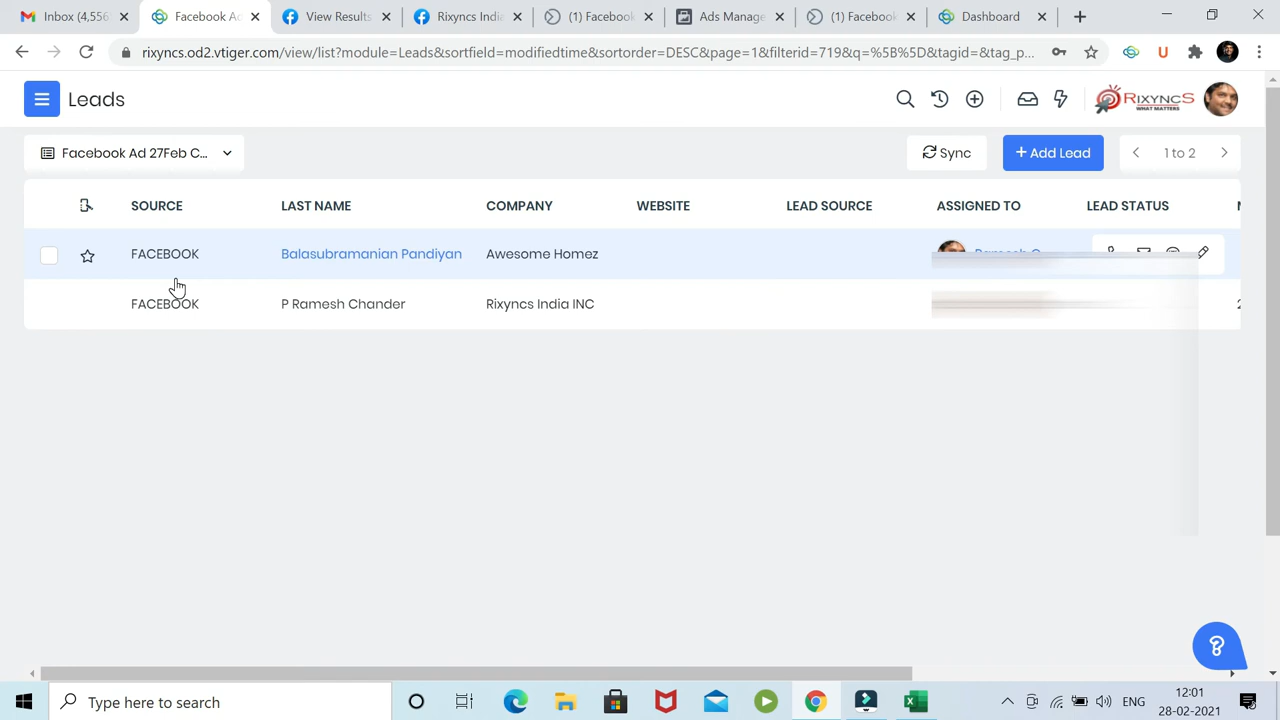 Inbox (4,556
Facebook Ad
View Results
Rixyncs Indi
(1) Facebook
Ads Manage
(1) Facebook
Dashboard
rixyncs.od2.vtiger.com/view/list?module=Leads&sortfield=modifiedtime&sortorder=DESC&page=1&filterid=719&q=%5B%5D&tagid=&tag_p...
Leads
RIXYNCS
WHAT MATTERS
Facebook Ad 27Feb C...
Sync
+ Add Lead
1 to 2
SOURCE LAST NAME COMPANY WEBSITE LEAD SOURCE ASSIGNED TO LEAD STATUS
FACEBOOK Balasubramanian Pandiyan Awesome Homez
FACEBOOK P Ramesh Chander Rixyncs India INC
?
Type here to search
ENG
12:01
28-02-2021